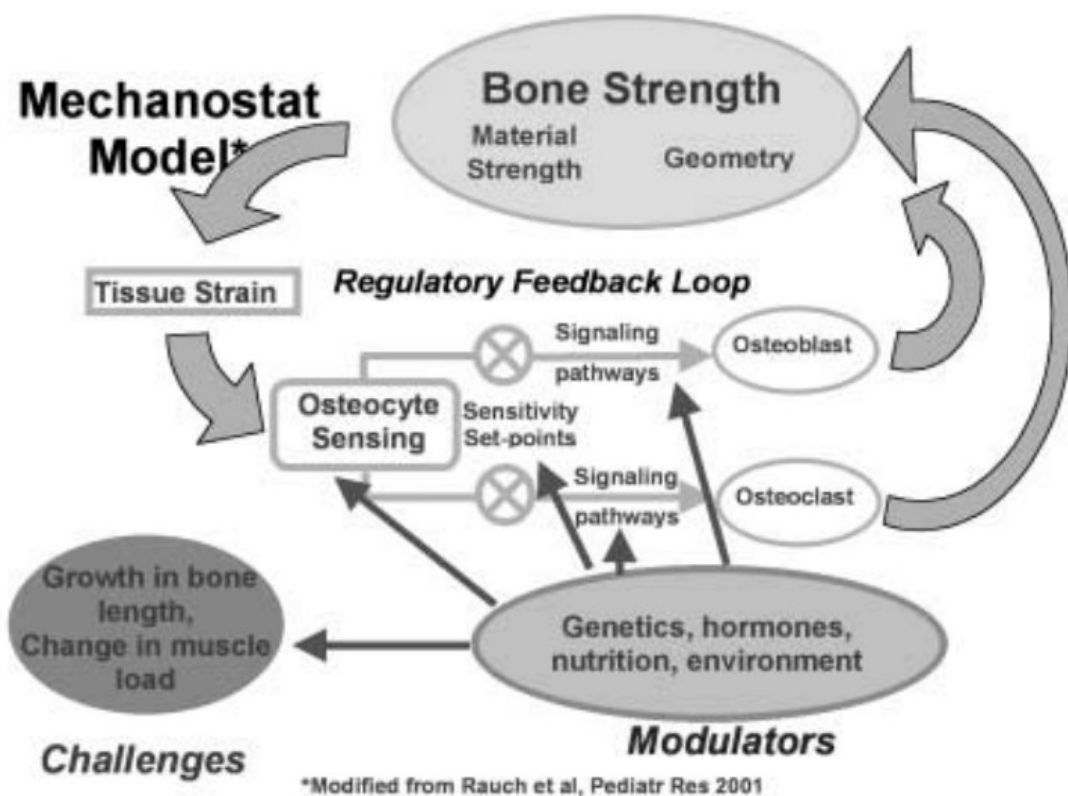 Mechanostat
Model*
Bone Strength
Material
Strength
Geometry
Tissue Strain
Regulatory Feedback Loop
Signaling
pathways
Osteoblast
Osteocyte
Sensing
Sensitivity
Set-points
Signaling
pathways
Osteoclast
Growth in bone
length,
Change in muscle
load
Genetics, hormones,
nutrition, environment
Challenges
Modulators
*Modified from Rauch et al, Pediatr Res 2001